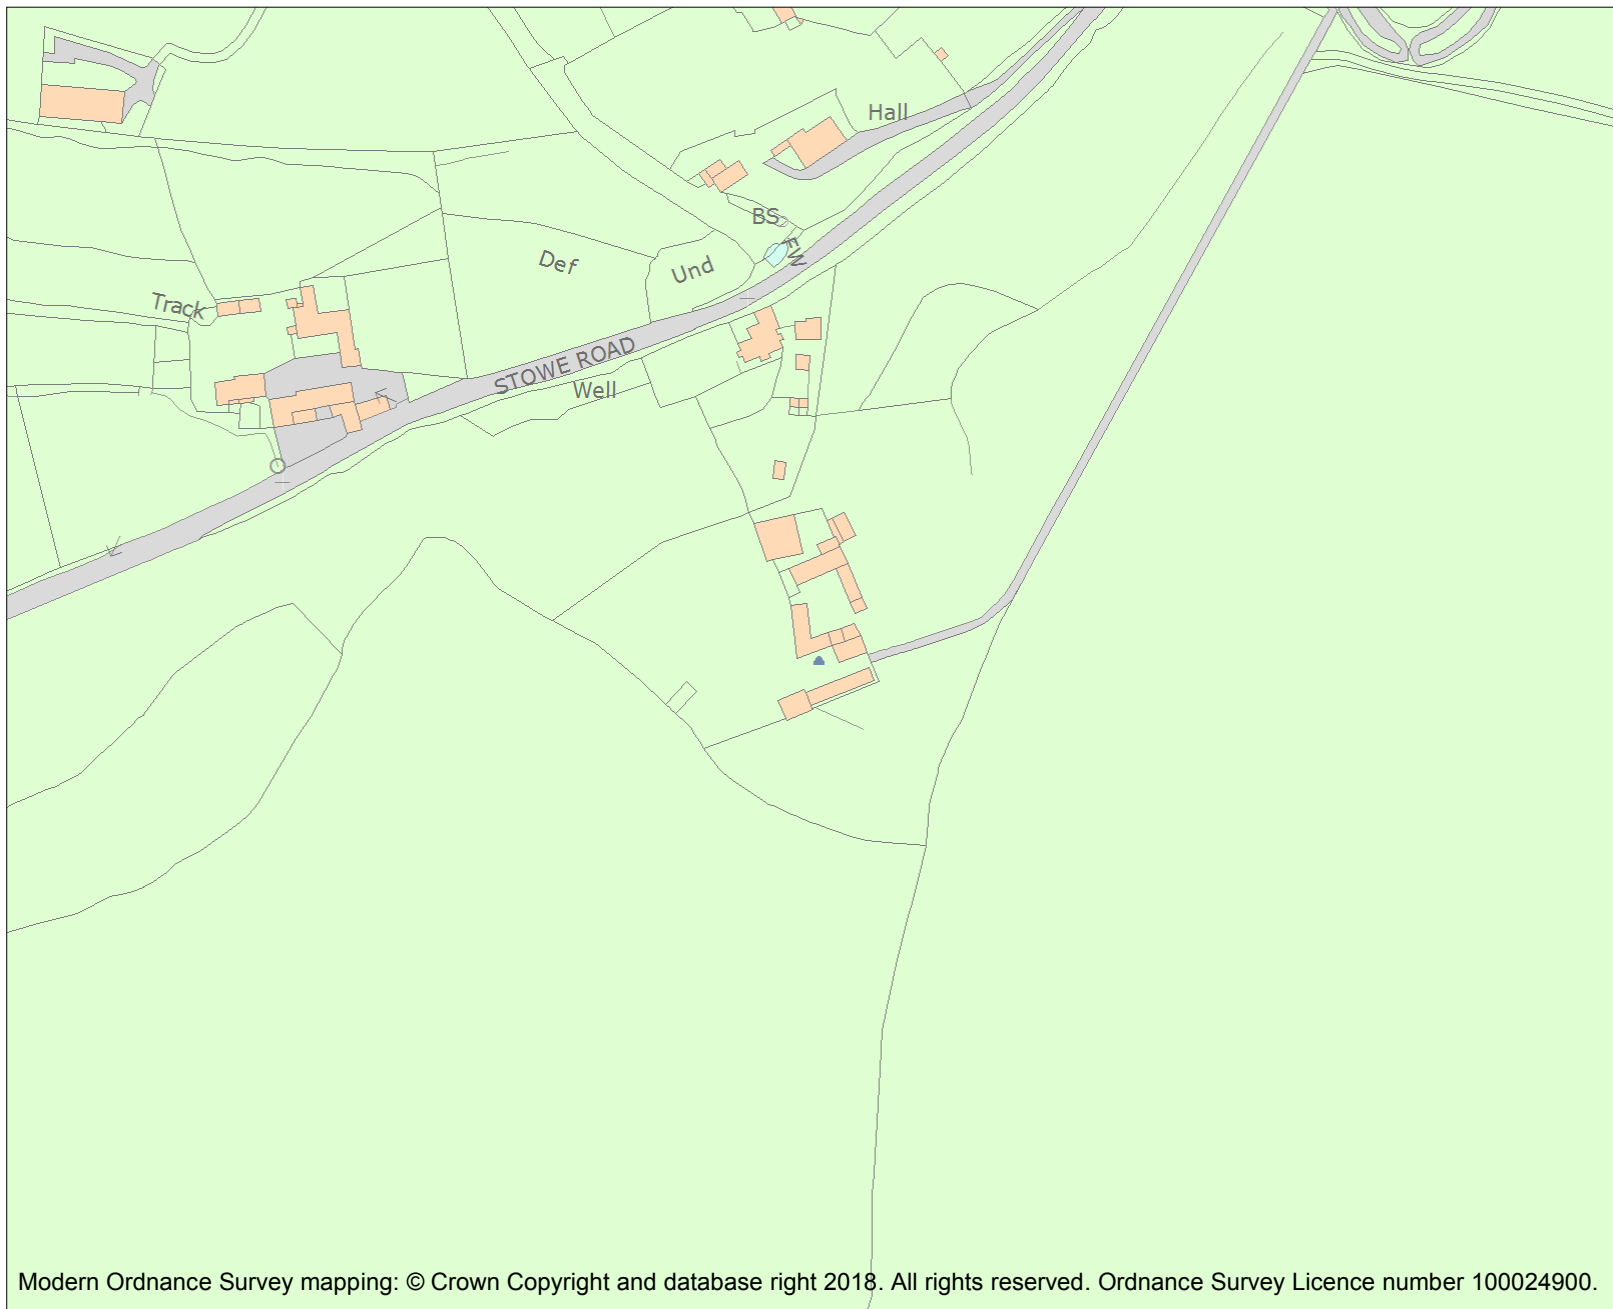 Hall
BS
FW
Def
Und
Track
STOWE ROAD
Well
Modern Ordnance Survey mapping: © Crown Copyright and database right 2018. All rights reserved. Ordnance Survey Licence number 100024900.